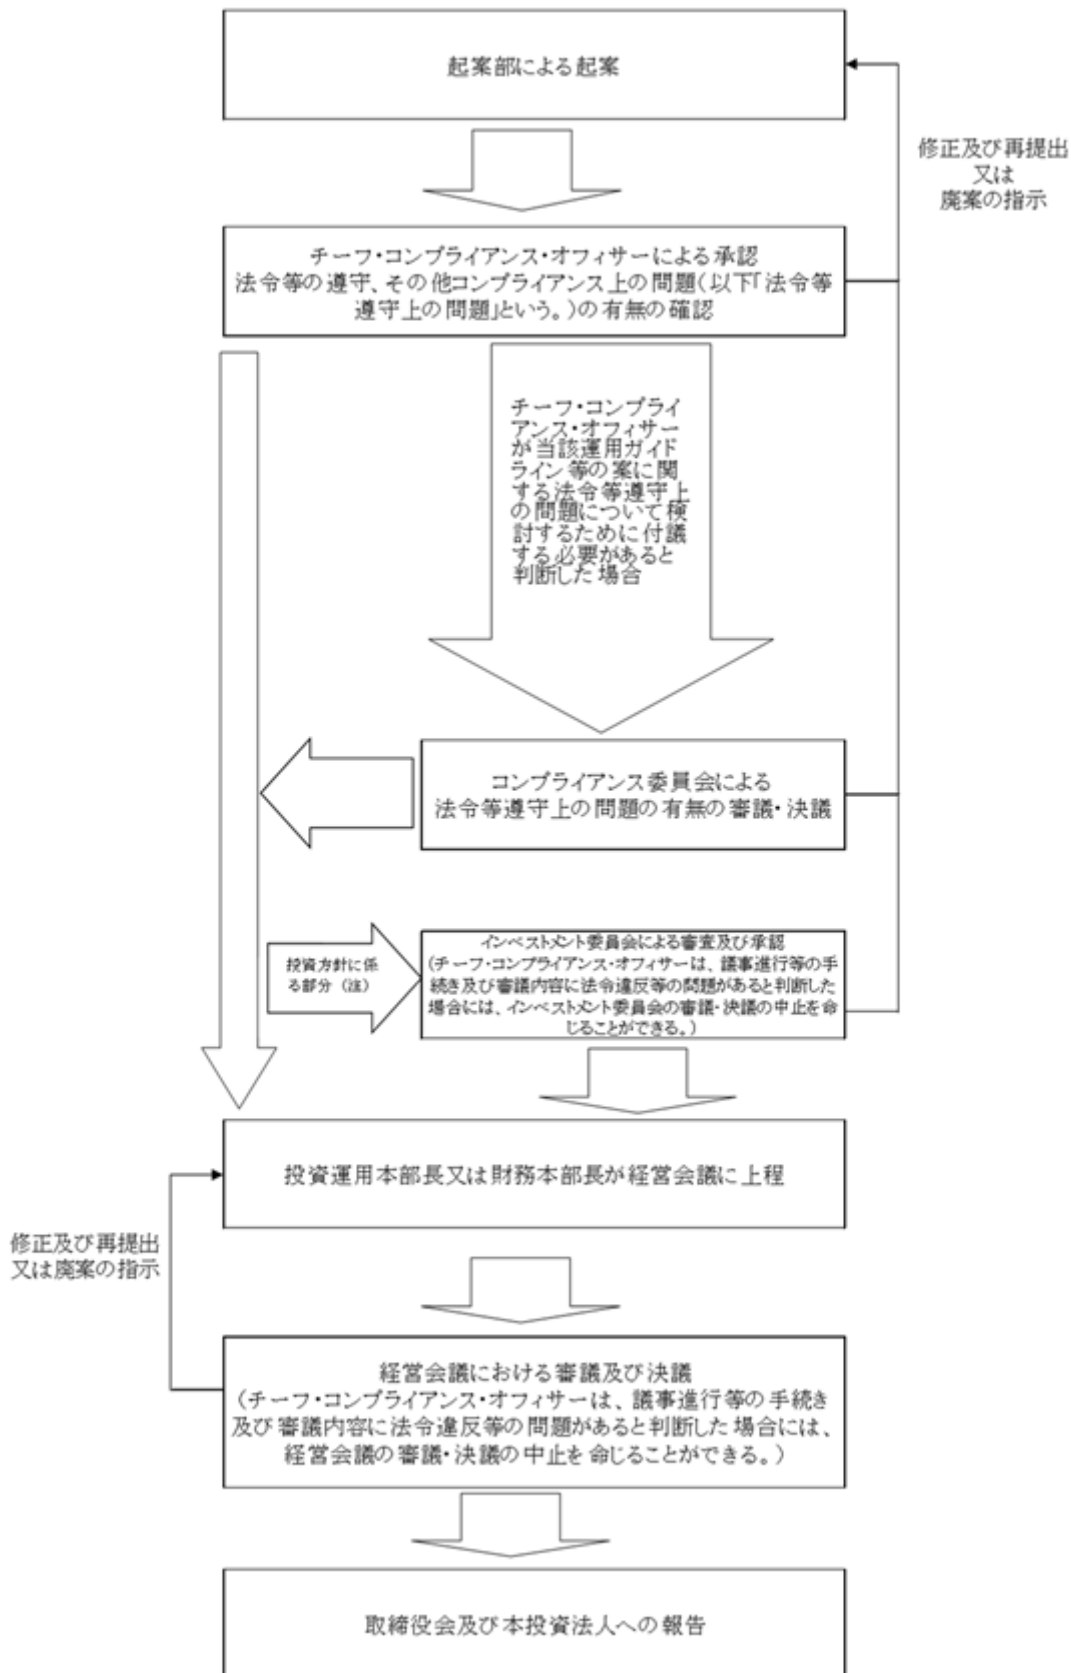 起案部による起案
修正及び再提出
又は
廃案の指示
チーフ・コンプライアンス・オフィサーによる承認
法令等の遵守、その他コンプライアンス上の問題(以下「法令等
遵守上の問題」という。)の有無の確認
チーフ・コンプライ
アンス・オフィサー
が当該運用ガイド
ライン等の案に関
する法令等遵守上
の問題について検
討するために付議
する必要があると
判断した場合
コンプライアンス委員会による
法令等遵守上の問題の有無の審議・決議
投資方針に係
る部分（注）
インベストメント委員会による審査及び承認
(チーフ・コンプライアンス・オフィサーは、議事進行等の手
続き及び審議内容に法令違反等の問題があると判断した
場合には、インベストメント委員会の審議・決議の中止を命
じることができる。)
投資運用本部長又は財務本部長が経営会議に上程
修正及び再提出
又は廃案の指示
経営会議における審議及び決議
(チーフ・コンプライアンス・オフィサーは、議事進行等の手続き
及び審議内容に法令違反等の問題があると判断した場合には、
経営会議の審議・決議の中止を命じることができる。)
取締役会及び本投資法人への報告